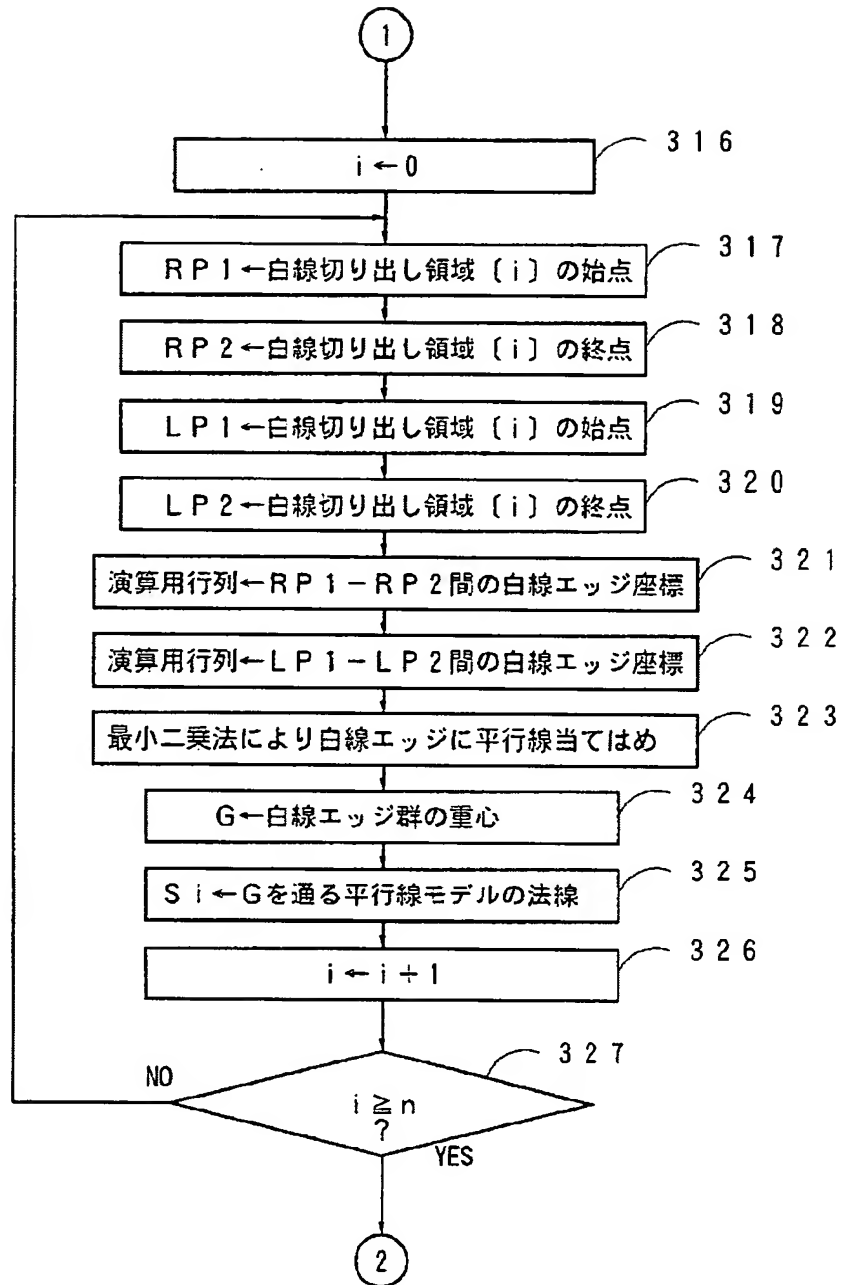 1
316
i←0
317
RP1←白線切り出し領域〔i〕の始点
318
RP2←白線切り出し領域〔i〕の終点
319
LP1←白線切り出し領域〔i〕の始点
320
LP2←白線切り出し領域〔i〕の終点
321
演算用行列←RP1−RP2間の白線エッジ座標
322
演算用行列←LP1−LP2間の白線エッジ座標
323
最小二乗法により白線エッジに平行線当てはめ
324
G←白線エッジ群の重心
325
Si←Gを通る平行線モデルの法線
326
i←i+1
327
NO
i≧n
?
YES
2